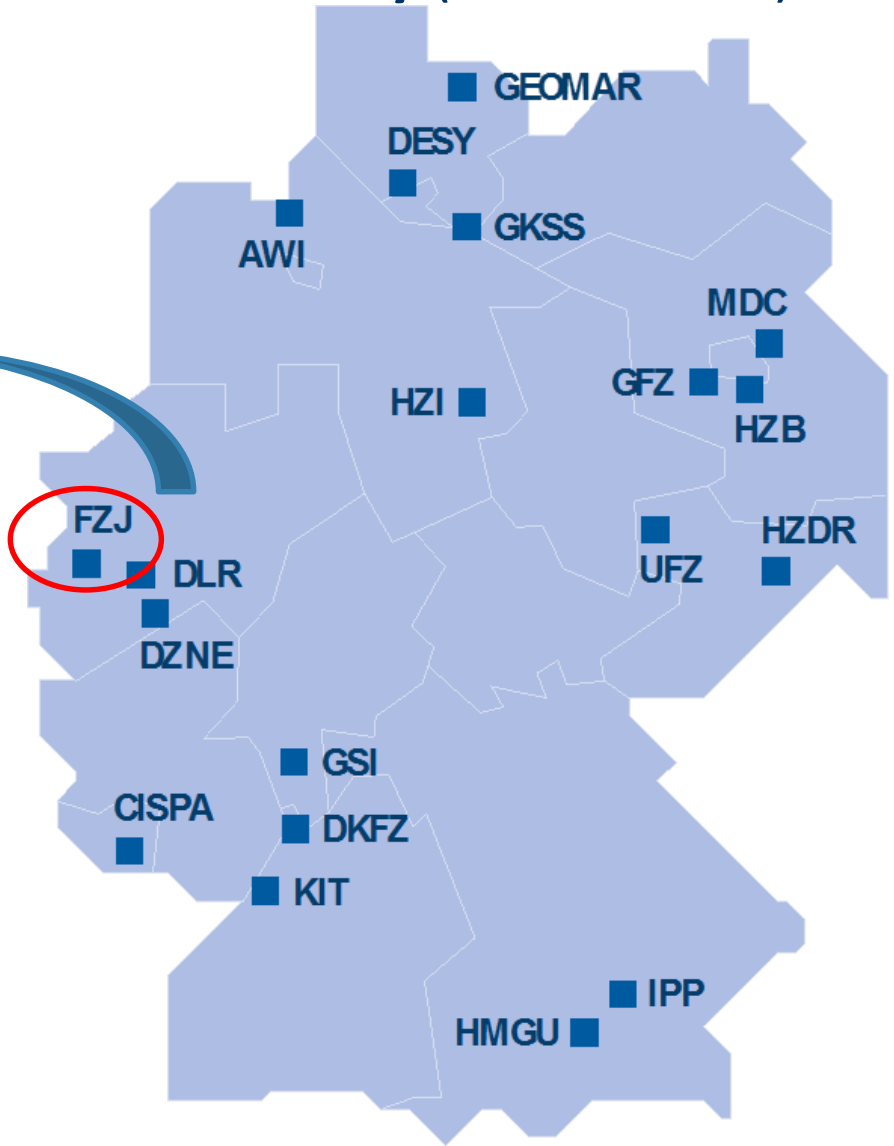 GEOMAR
DESY
GKSS
AWI
MDC
GFZ
HZI
HZB
FZJ
HZDR
DLR
UFZ
DZNE
GSI
CISPA
DKFZ
KIT
IPP
HMGU